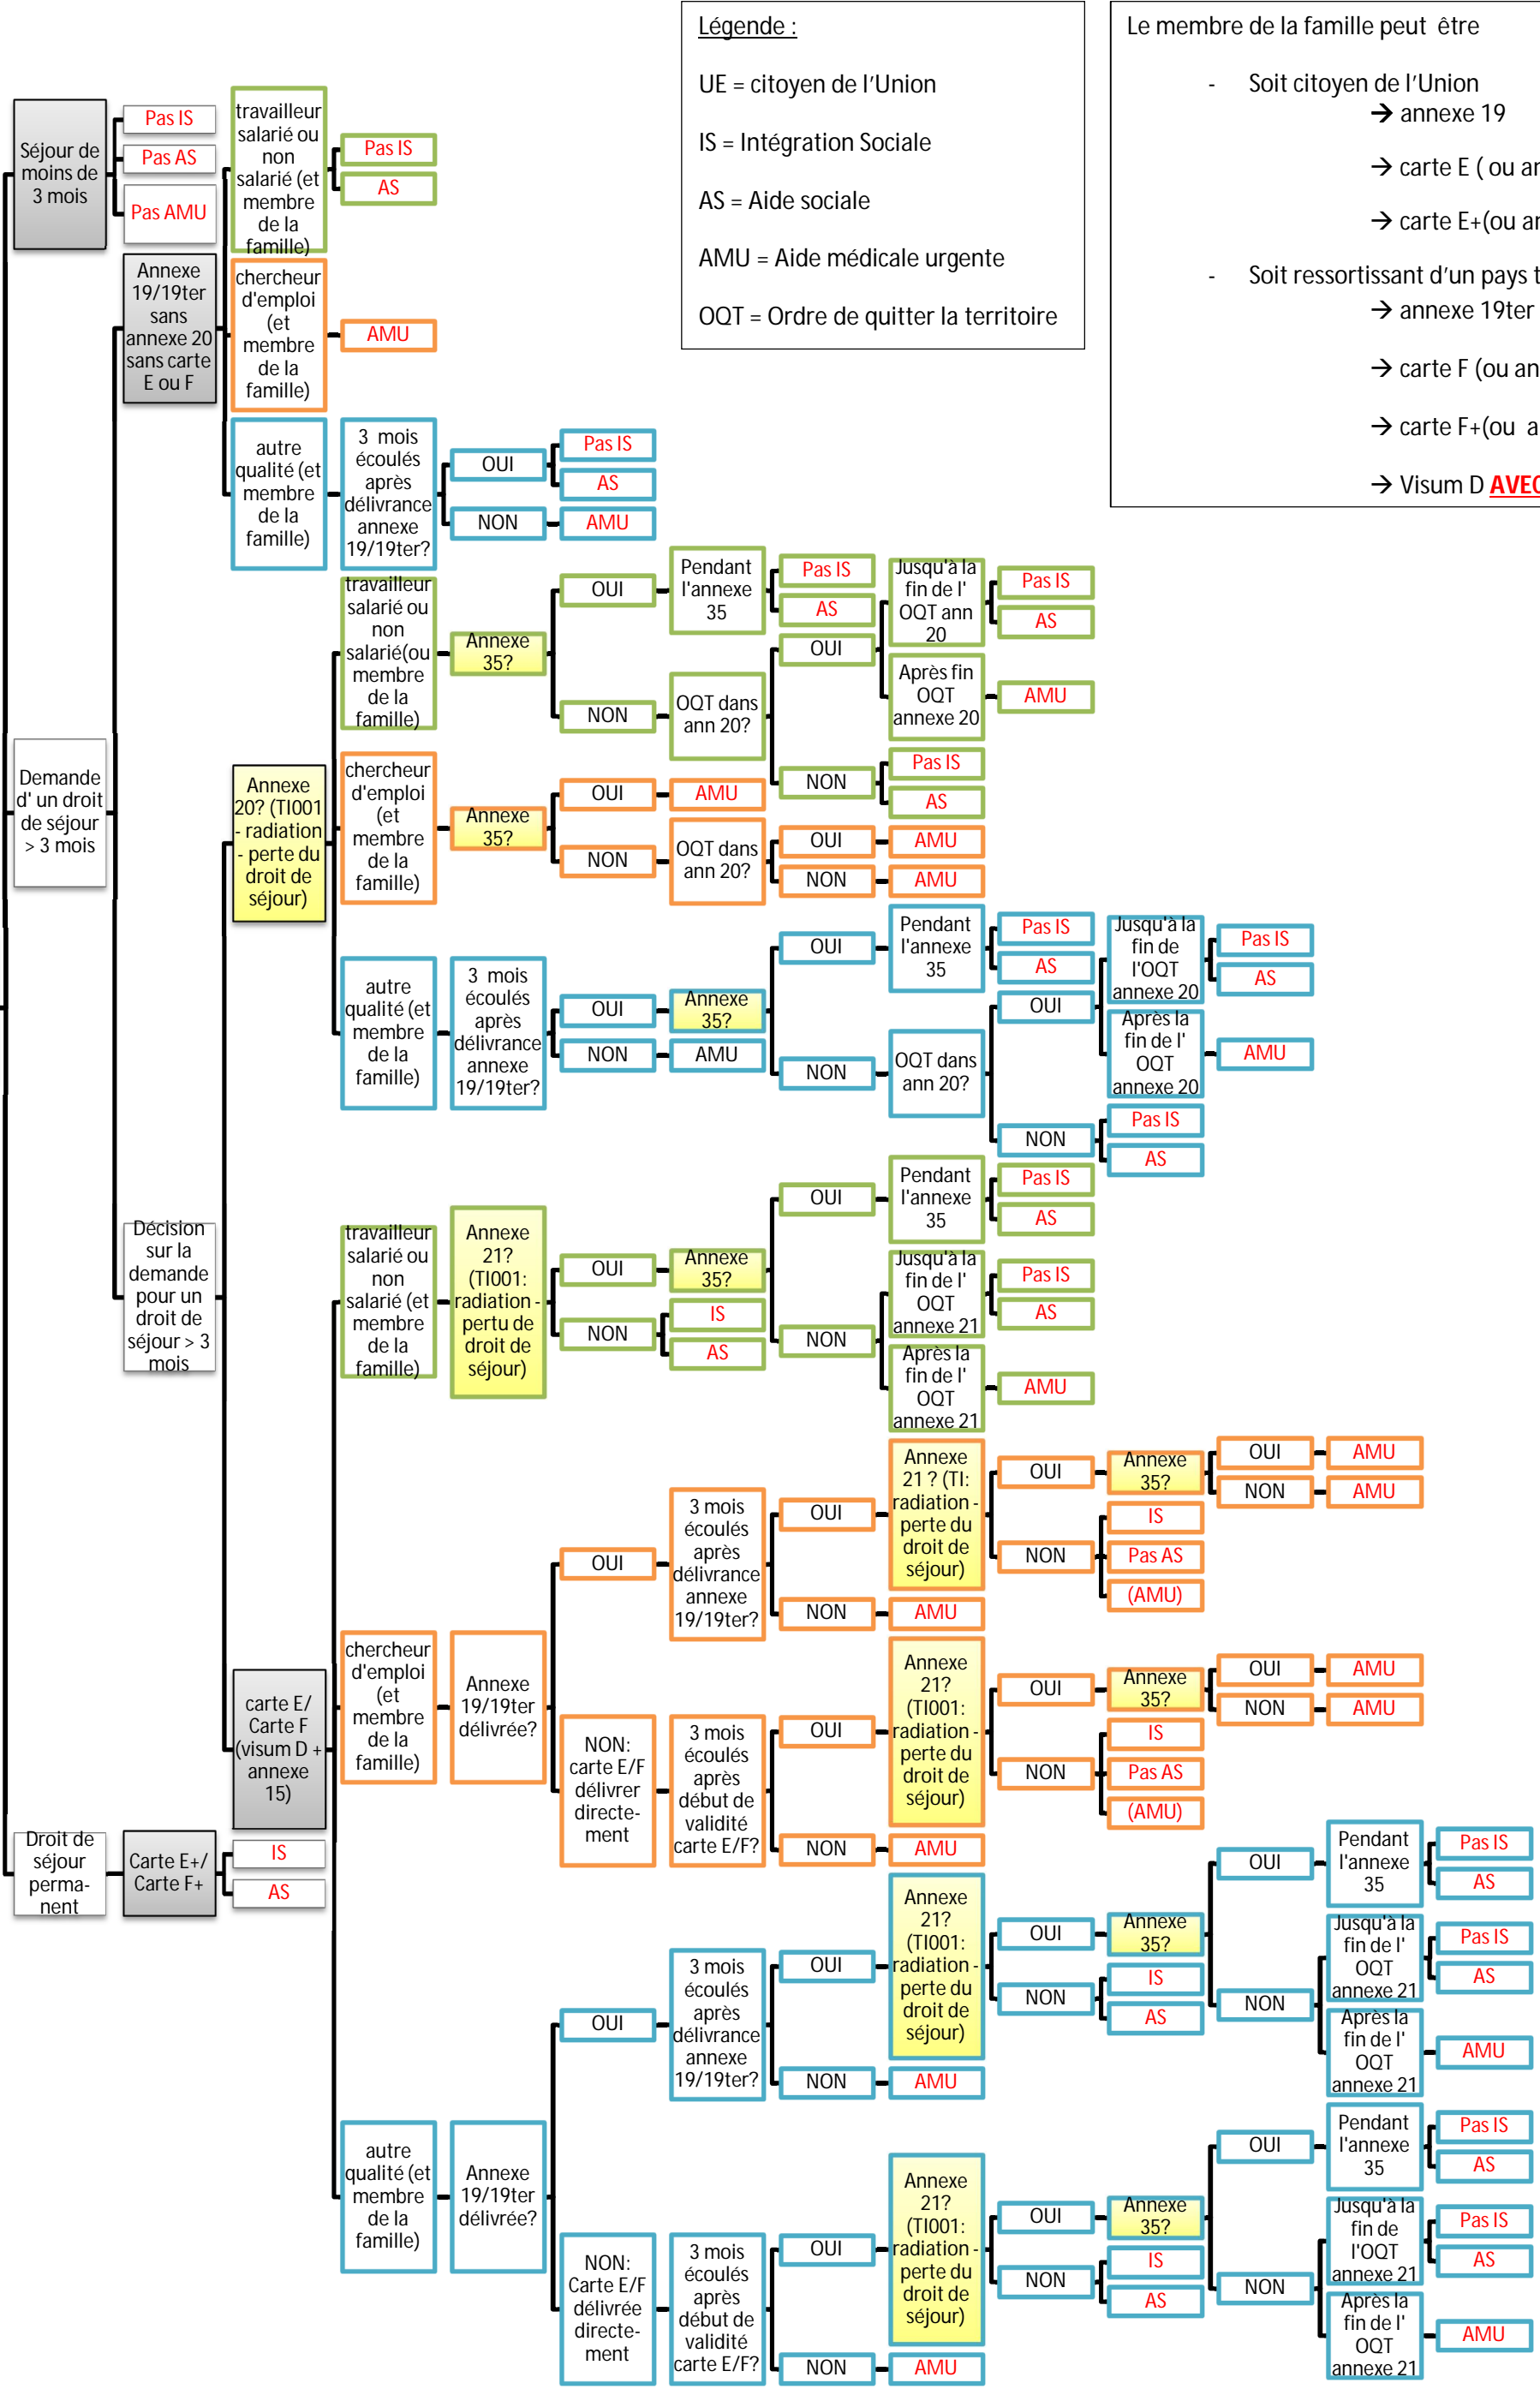 Légende :
UE = citoyen de l'Union
IS = Intégration Sociale
AS = Aide sociale
AMU = Aide médicale urgente
OQT = Ordre de quitter la territoire
Le membre de la famille peut être
- Soit citoyen de l'Union
→ annexe 19
→ carte E ( ou
→ carte E+(ou
- Soit ressortissant d'un pays
→ annexe 19ter
→ carte F (ou
→ carte F+(ou
→ Visum D
Séjour de
moins de
3 mois
Pas IS
Pas AS
Pas AMU
Demande
d' un droit
de séjour
> 3 mois
Annexe
19/19ter
sans
annexe 20
sans carte
E ou F
travailleur
salarié ou
non
salarié (et
membre
de la
famille)
Pas IS
AS
chercheur
d'emploi
(et
membre
de la
famille)
AMU
autre
qualité (et
membre
de la
famille)
3 mois
écoulés
après
délivrance
annexe
19/19ter?
OUI
Pas IS
AS
NON
AMU
Décision
sur la
demande
pour un
droit de
séjour > 3
mois
Annexe
20? (TI001
- radiation
- perte du
droit de
séjour)
travailleur
salarié ou
non
salarié(ou
membre
de la
famille)
Annexe
35?
OUI
Pendant
l'annexe
35
Pas IS
AS
NON
OQT dans
ann 20?
OUI
Jusqu'à la
fin de l'
OQT ann
20
Pas IS
AS
Après fin
OQT
annexe 20
AMU
NON
Pas IS
AS
chercheur
d'emploi
(et
membre
de la
famille)
Annexe
35?
OUI
AMU
NON
OQT dans
ann 20?
OUI
AMU
NON
AMU
autre
qualité (et
membre
de la
famille)
3 mois
écoulés
après
délivrance
annexe
19/19ter?
OUI
Annexe
35?
OUI
Pendant
l'annexe
35
Pas IS
AS
NON
OQT dans
ann 20?
OUI
Jusqu'à la
fin de
l'OQT
annexe 20
Pas IS
AS
Après la
fin de l'
OQT
annexe 20
AMU
NON
Pas IS
AS
NON
AMU
carte E/
Carte F
(visum D +
annexe
15)
travailleur
salarié ou
non
salarié (et
membre
de la
famille)
Annexe
21?
(TI001:
radiation -
pertu de
droit de
séjour)
OUI
Annexe
35?
OUI
Pendant
l'annexe
35
Pas IS
AS
NON
Jusqu'à la
fin de l'
OQT
annexe 21
Pas IS
AS
Après la
fin de l'
OQT
annexe 21
AMU
NON
IS
AS
chercheur
d'emploi
(et
membre
de la
famille)
Annexe
19/19ter
délivrée?
OUI
3 mois
écoulés
après
délivrance
annexe
19/19ter?
OUI
Annexe
21 ? (TI:
radiation -
perte du
droit de
séjour)
OUI
Annexe
35?
OUI
AMU
NON
AMU
NON
IS
Pas AS
(AMU)
NON
AMU
NON:
carte E/F
délivrer
directe-
ment
3 mois
écoulés
après
début de
validité
carte E/F?
OUI
Annexe
21?
(TI001:
radiation -
perte du
droit de
séjour)
OUI
Annexe
35?
OUI
AMU
NON
AMU
NON
IS
Pas AS
(AMU)
NON
AMU
autre
qualité (et
membre
de la
famille)
Annexe
19/19ter
délivrée?
OUI
3 mois
écoulés
après
délivrance
annexe
19/19ter?
OUI
Annexe
21?
(TI001:
radiation -
perte du
droit de
séjour)
OUI
Annexe
35?
OUI
Pendant
l'annexe
35
Pas IS
AS
NON
Jusqu'à la
fin de l'
OQT
annexe 21
Pas IS
AS
Après la
fin de l'
OQT
annexe 21
AMU
NON
IS
AS
NON
AMU
NON:
Carte E/F
délivrée
directe-
ment
3 mois
écoulés
après
début de
validité
carte E/F?
OUI
Annexe
21?
(TI001:
radiation -
perte du
droit de
séjour)
OUI
Annexe
35?
OUI
Pendant
l'annexe
35
Pas IS
AS
NON
Jusqu'à la
fin de
l'OQT
annexe 21
Pas IS
AS
Après la
fin de l'
OQT
annexe 21
AMU
NON
IS
AS
NON
AMU
Droit de
séjour
perma-
nent
Carte E+/
Carte F+
IS
AS